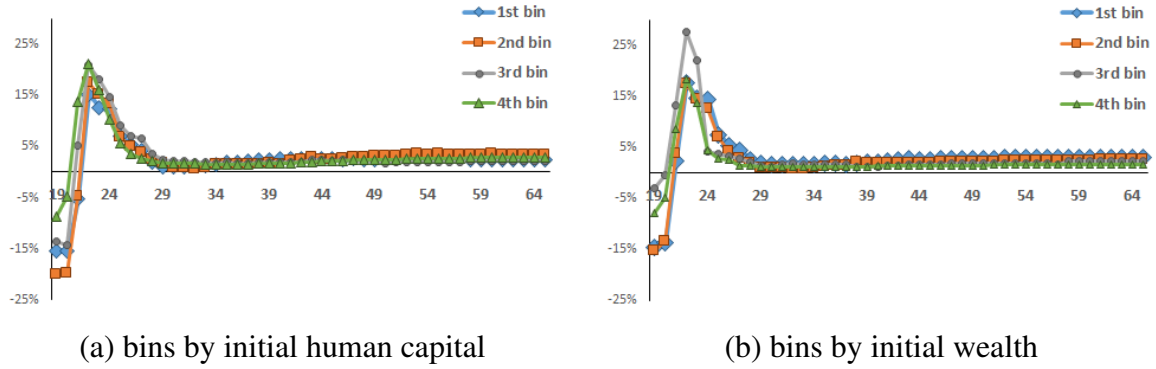 1st bin
2nd bin
3rd bin
4th bin
25%
15%
5%
-5%
-15%
-25%
19 24 29 34 39 44 49 54 59 64
(a) bins by initial human capital
1st bin
2nd bin
3rd bin
4th bin
25%
15%
5%
-5%
-15%
-25%
19 24 29 34 39 44 49 54 59 64
(b) bins by initial wealth